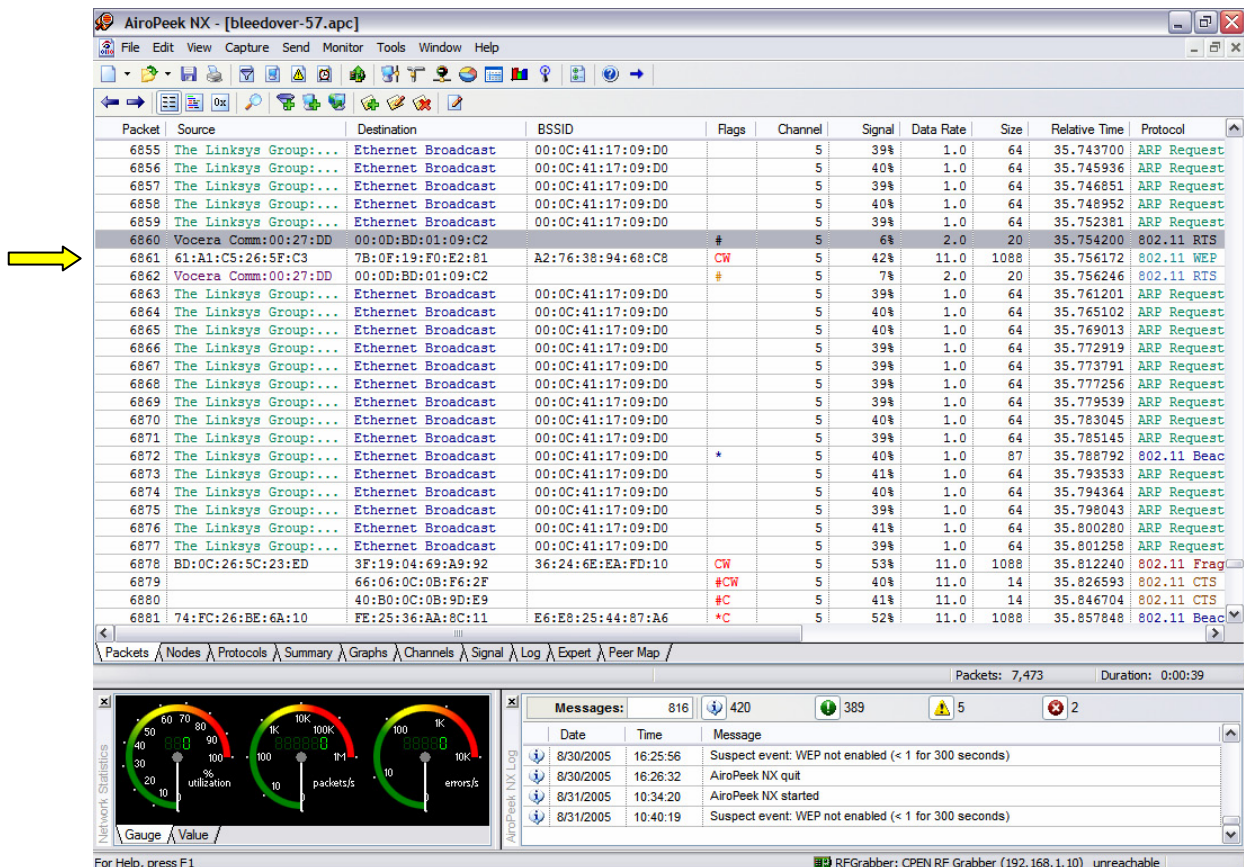 AiroPeek NX - [bleedover-57.apc]
File Edit View Capture Send Monitor Tools Window Help
Packet Source Destination BSSID Flags Channel Signal Data Rate Size Relative Time Protocol
6855 The Linksys Group:... Ethernet Broadcast 00:0C:41:17:09:D0 5 39% 1.0 64 35.743700 ARP Request
6856 The Linksys Group:... Ethernet Broadcast 00:0C:41:17:09:D0 5 40% 1.0 64 35.745936 ARP Request
6857 The Linksys Group:... Ethernet Broadcast 00:0C:41:17:09:D0 5 39% 1.0 64 35.746851 ARP Request
6858 The Linksys Group:... Ethernet Broadcast 00:0C:41:17:09:D0 5 40% 1.0 64 35.748952 ARP Request
6859 The Linksys Group:... Ethernet Broadcast 00:0C:41:17:09:D0 5 39% 1.0 64 35.752381 ARP Request
6860 Vocera Comm:00:27:DD 00:0D:BD:01:09:C2 # 5 6% 2.0 20 35.754200 802.11 RTS
6861 61:A1:C5:26:5F:C3 7B:0F:19:F0:E2:81 A2:76:38:94:68:C8 CW 5 42% 11.0 1088 35.756172 802.11 WEP
6862 Vocera Comm:00:27:DD 00:0D:BD:01:09:C2 # 5 7% 2.0 20 35.756246 802.11 RTS
6863 The Linksys Group:... Ethernet Broadcast 00:0C:41:17:09:D0 5 39% 1.0 64 35.761201 ARP Request
6864 The Linksys Group:... Ethernet Broadcast 00:0C:41:17:09:D0 5 40% 1.0 64 35.765102 ARP Request
6865 The Linksys Group:... Ethernet Broadcast 00:0C:41:17:09:D0 5 40% 1.0 64 35.769013 ARP Request
6866 The Linksys Group:... Ethernet Broadcast 00:0C:41:17:09:D0 5 39% 1.0 64 35.772919 ARP Request
6867 The Linksys Group:... Ethernet Broadcast 00:0C:41:17:09:D0 5 39% 1.0 64 35.773791 ARP Request
6868 The Linksys Group:... Ethernet Broadcast 00:0C:41:17:09:D0 5 39% 1.0 64 35.777256 ARP Request
6869 The Linksys Group:... Ethernet Broadcast 00:0C:41:17:09:D0 5 39% 1.0 64 35.779539 ARP Request
6870 The Linksys Group:... Ethernet Broadcast 00:0C:41:17:09:D0 5 40% 1.0 64 35.783045 ARP Request
6871 The Linksys Group:... Ethernet Broadcast 00:0C:41:17:09:D0 5 39% 1.0 64 35.785145 ARP Request
6872 The Linksys Group:... Ethernet Broadcast 00:0C:41:17:09:D0 * 5 40% 1.0 87 35.788792 802.11 Beac
6873 The Linksys Group:... Ethernet Broadcast 00:0C:41:17:09:D0 5 41% 1.0 64 35.793533 ARP Request
6874 The Linksys Group:... Ethernet Broadcast 00:0C:41:17:09:D0 5 40% 1.0 64 35.794364 ARP Request
6875 The Linksys Group:... Ethernet Broadcast 00:0C:41:17:09:D0 5 39% 1.0 64 35.798043 ARP Request
6876 The Linksys Group:... Ethernet Broadcast 00:0C:41:17:09:D0 5 41% 1.0 64 35.800280 ARP Request
6877 The Linksys Group:... Ethernet Broadcast 00:0C:41:17:09:D0 5 39% 1.0 64 35.801258 ARP Request
6878 BD:0C:26:5C:23:ED 3F:19:04:69:A9:92 36:24:6E:EA:FD:10 CW 5 53% 11.0 1088 35.812240 802.11 Frag
6879 66:06:0C:0B:F6:2F #CW 5 40% 11.0 14 35.826593 802.11 CTS
6880 40:B0:0C:0B:9D:E9 #C 5 41% 11.0 14 35.846704 802.11 CTS
6881 74:FC:26:BE:6A:10 FE:25:36:AA:8C:11 E6:E8:25:44:87:A6 *C 5 52% 11.0 1088 35.857848 802.11 Beac
Packets Nodes Protocols Summary Graphs Channels Signal Log Expert Peer Map
Packets: 7,473 Duration: 0:00:39
Network Statistics
10 20 30 40 50 60 70 80 90 100
0
% utilization
10 100 1K 10K 100K 1M
0
packets/s
10 100 1K 10K
0
errors/s
Gauge Value
AiroPeek NX Log
Messages: 816 420 389 5 2
Date Time Message
8/30/2005 16:25:56 Suspect event: WEP not enabled (< 1 for 300 seconds)
8/30/2005 16:26:32 AiroPeek NX quit
8/31/2005 10:34:20 AiroPeek NX started
8/31/2005 10:40:19 Suspect event: WEP not enabled (< 1 for 300 seconds)
For Help, press F1
RFGrabber: CPEN RF Grabber (192.168.1.10) unreachable